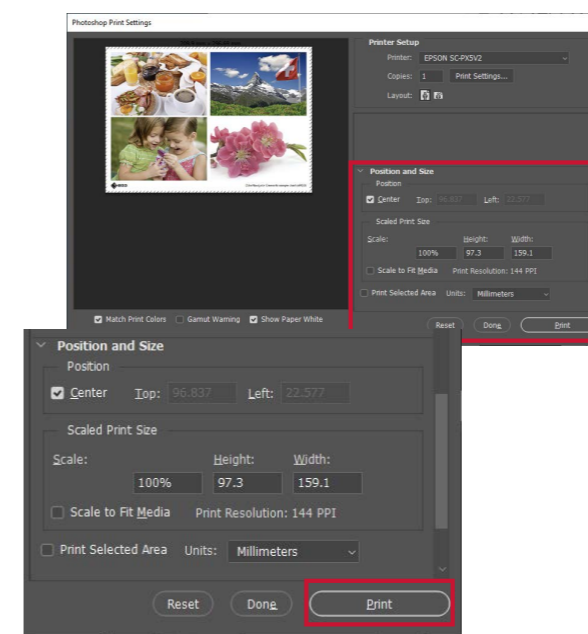 Photoshop Print Settings
Printer Setup
Printer: EPSON SC-PX5V2
Copies: 1 Print Settings...
Layout:
Position and Size
Position
Center Top: 96.837 Left: 22.577
Scaled Print Size
Scale: Height: Width:
100% 97.3 159.1
Scale to Fit Media Print Resolution: 144 PPI
Print Selected Area Units: Millimeters
Match Print Colors Gamut Warning Show Paper White
Reset Done Print
Position and Size
Position
Center Top: 96.837 Left: 22.577
Scaled Print Size
Scale: Height: Width:
100% 97.3 159.1
Scale to Fit Media Print Resolution: 144 PPI
Print Selected Area Units: Millimeters
Reset Done Print